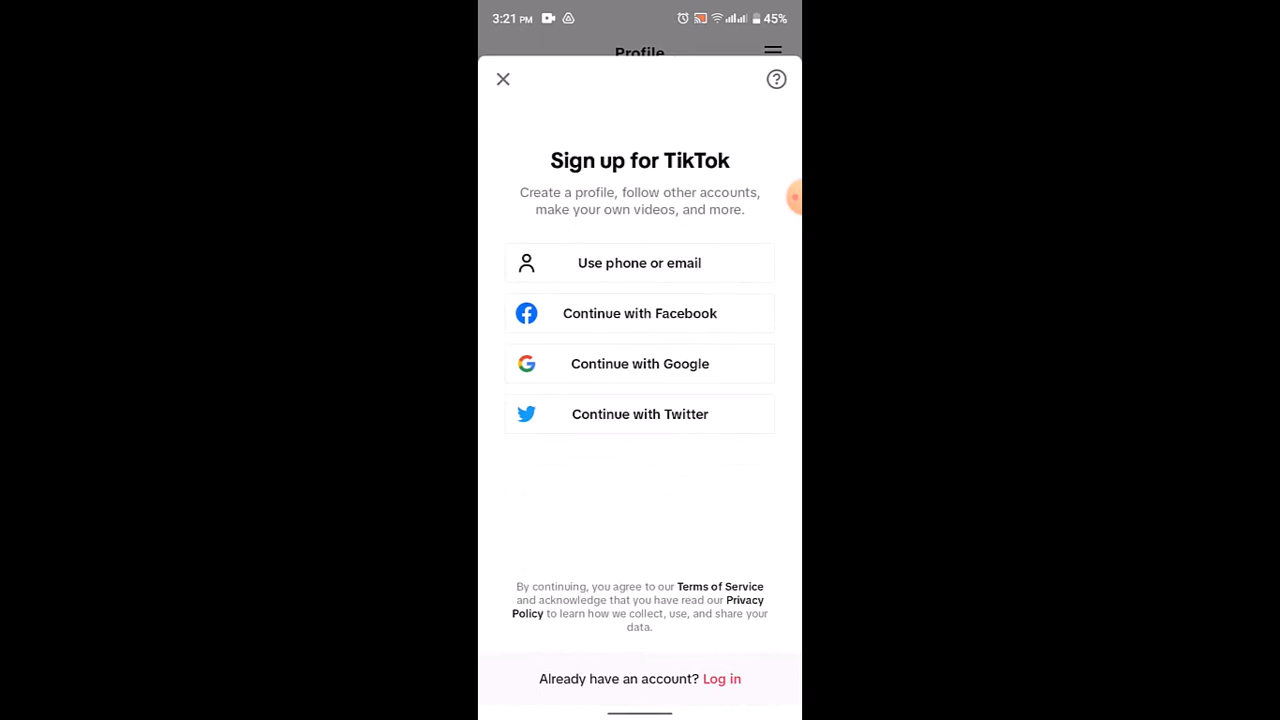 3:21 PM 45%
Profile
Sign up for TikTok
Create a profile, follow other accounts,
make your own videos, and more.
Use phone or email
Continue with Facebook
Continue with Google
Continue with Twitter
By continuing, you agree to our Terms of Service
and acknowledge that you have read our Privacy
Policy to learn how we collect, use, and share your
data.
Already have an account? Log in